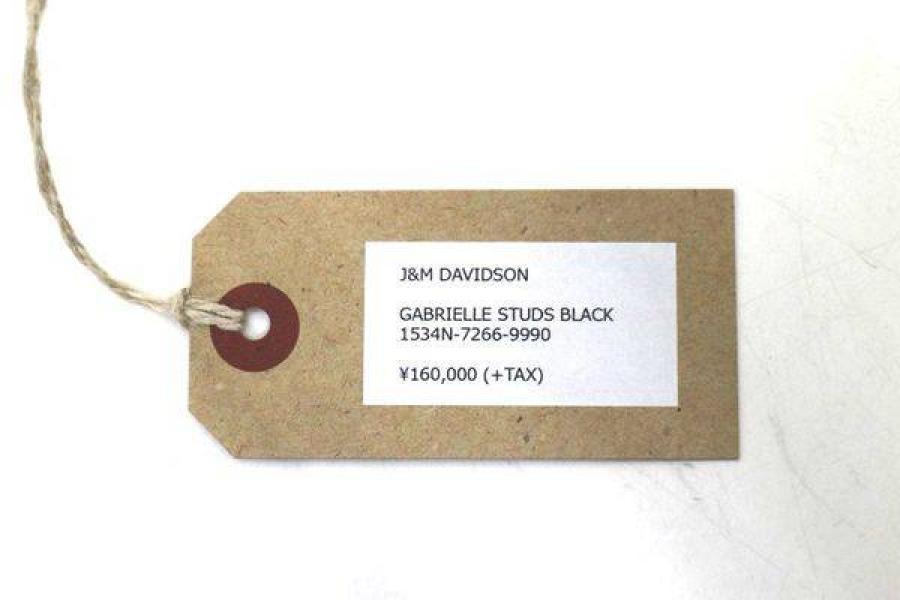 J&M DAVIDSON
GABRIELLE STUDS BLACK
1534N-7266-9990
¥160,000 (+TAX)